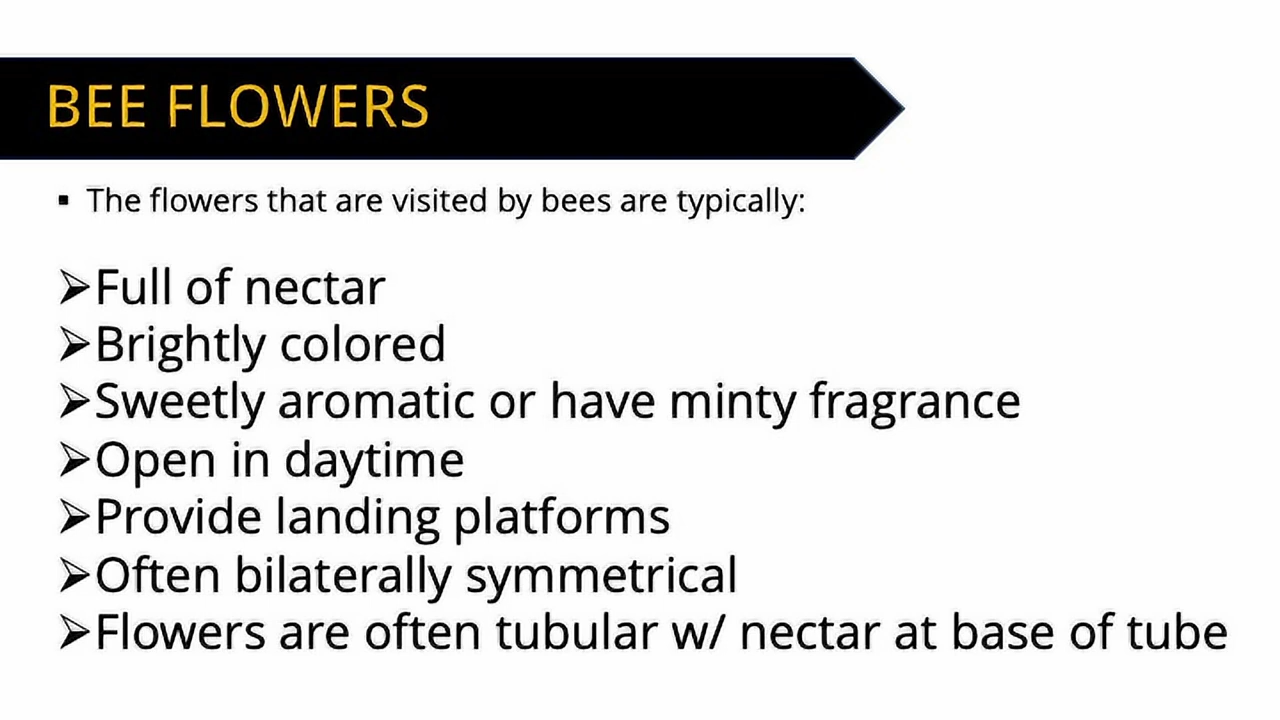 BEE FLOWERS
▪ The flowers that are visited by bees are typically:
➢Full of nectar
➢Brightly colored
➢Sweetly aromatic or have minty fragrance
➢Open in daytime
➢Provide landing platforms
➢Often bilaterally symmetrical
➢Flowers are often tubular w/ nectar at base of tube